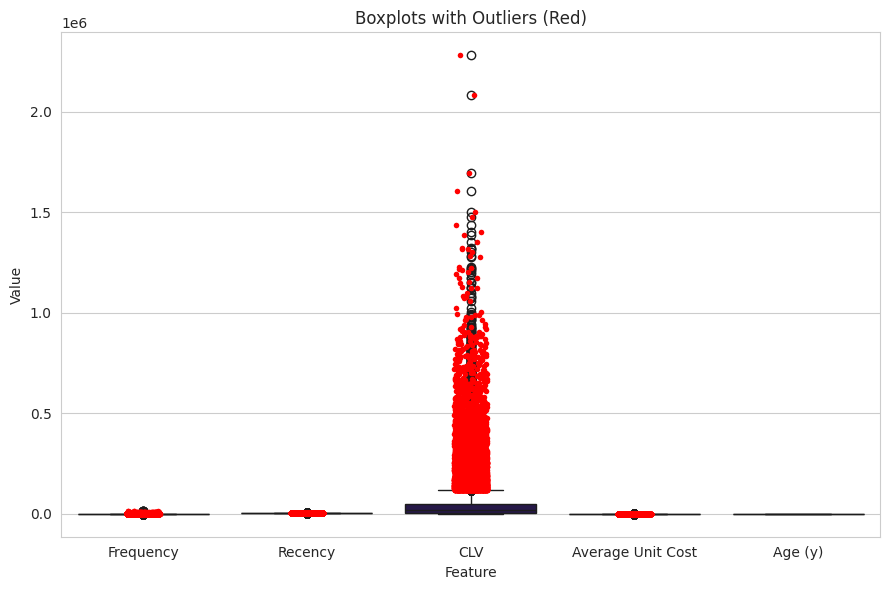 Boxplots with Outliers (Red)
1e6
2.0
1.5
1.0
0.5
0.0
Value
Frequency Recency CLV Average Unit Cost Age (y)
Feature